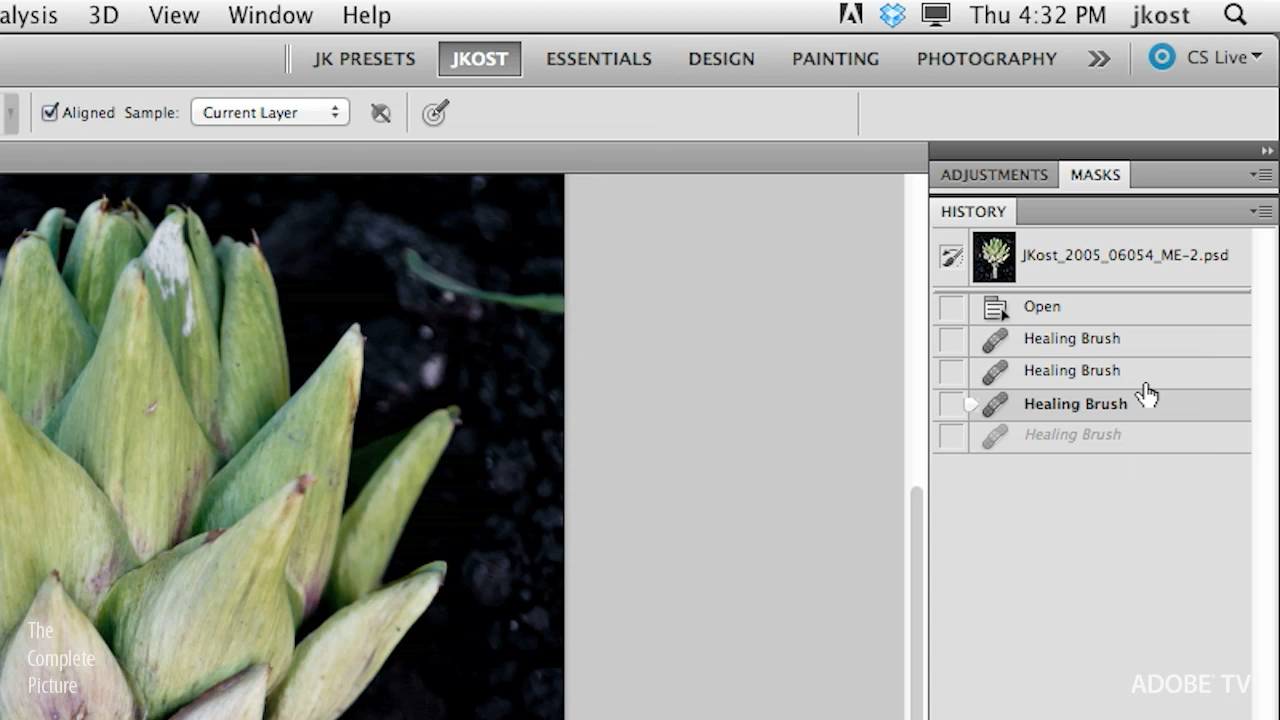 alysis 3D View Window Help Thu 4:32 PM jkost
JK PRESETS JKOST ESSENTIALS DESIGN PAINTING PHOTOGRAPHY CS Live
Aligned Sample: Current Layer
ADJUSTMENTS MASKS
HISTORY
JKost_2005_06054_ME-2.psd
Open
Healing Brush
Healing Brush
Healing Brush
Healing Brush
The
Complete
Picture
ADOBE® TV